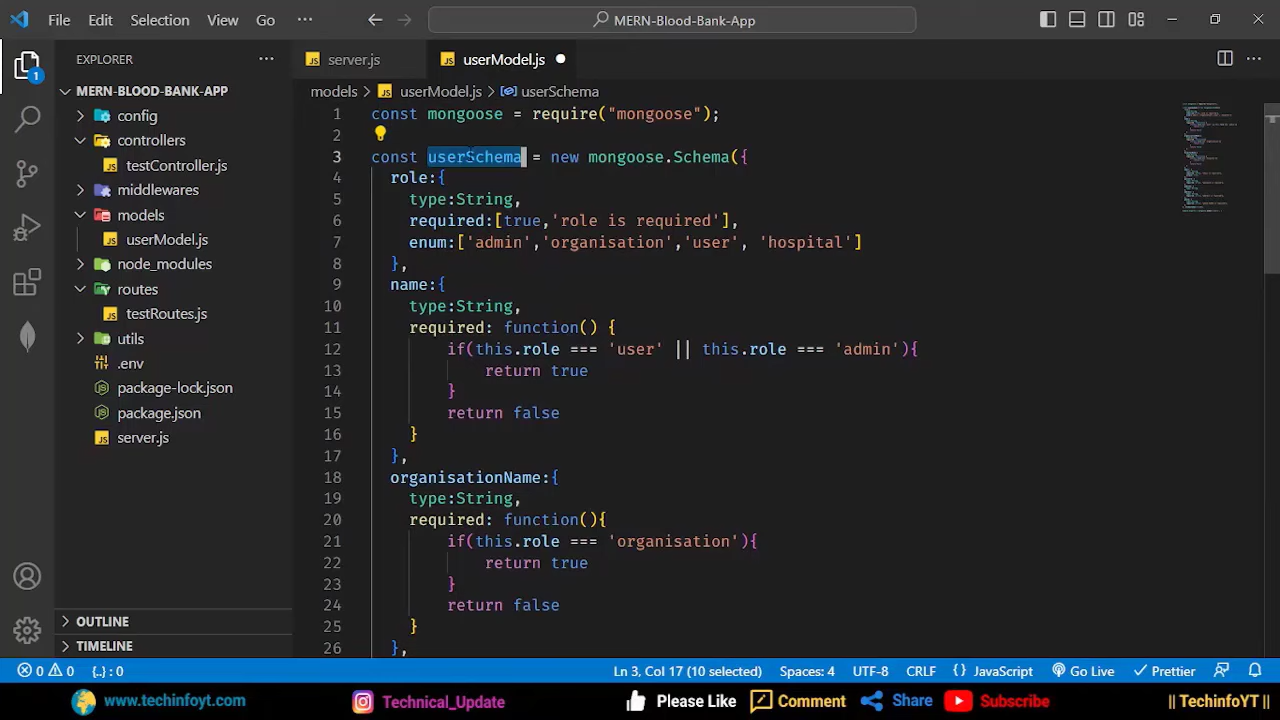 File Edit Selection View Go ··· MERN-Blood-Bank-App
EXPLORER ···
server.js
userModel.js
MERN-BLOOD-BANK-APP
config
controllers
testController.js
middlewares
models
userModel.js
node_modules
routes
testRoutes.js
utils
.env
package-lock.json
package.json
server.js
OUTLINE
TIMELINE
1
models > userModel.js > userSchema
1 const mongoose = require("mongoose");
2
3 const userSchema = new mongoose.Schema({
4 role:{
5 type:String,
6 required:[true,'role is required'],
7 enum:['admin','organisation','user', 'hospital']
8 },
9 name:{
10 type:String,
11 required: function() {
12 if(this.role === 'user' || this.role === 'admin'){
13 return true
14 }
15 return false
16 }
17 },
18 organisationName:{
19 type:String,
20 required: function(){
21 if(this.role === 'organisation'){
22 return true
23 }
24 return false
25 }
26 },
0 0 {..} : 0 Ln 3, Col 17 (10 selected) Spaces: 4 UTF-8 CRLF {} JavaScript Go Live Prettier
www.techinfoyt.com Technical_Update Please Like Comment Share Subscribe || TechinfoYT ||